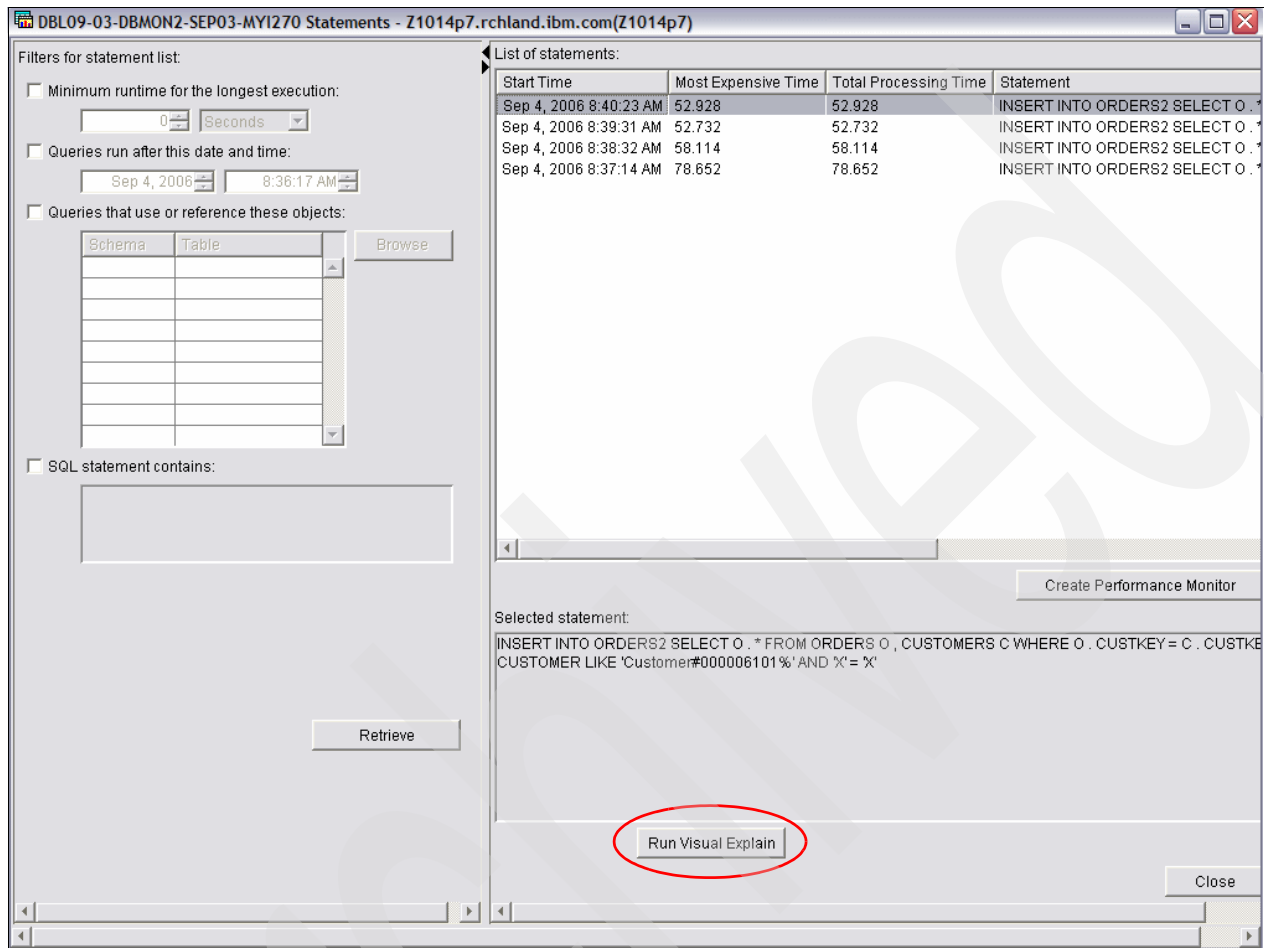 DBL09-03-DBMON2-SEP03-MYI270 Statements - Z1014p7.rchland.ibm.com(Z1014p7)
Filters for statement list:
Minimum runtime for the longest execution:
0 Seconds
Queries run after this date and time:
Sep 4, 2006 8:36:17 AM
Queries that use or reference these objects:
Schema Table Browse
SQL statement contains:
Retrieve
List of statements:
Start Time Most Expensive Time Total Processing Time Statement
Sep 4, 2006 8:40:23 AM 52.928 52.928 INSERT INTO ORDERS2 SELECT O . *
Sep 4, 2006 8:39:31 AM 52.732 52.732 INSERT INTO ORDERS2 SELECT O . *
Sep 4, 2006 8:38:32 AM 58.114 58.114 INSERT INTO ORDERS2 SELECT O . *
Sep 4, 2006 8:37:14 AM 78.652 78.652 INSERT INTO ORDERS2 SELECT O . *
Create Performance Monitor
Selected statement:
INSERT INTO ORDERS2 SELECT O . * FROM ORDERS O , CUSTOMERS C WHERE O . CUSTKEY = C . CUSTKE
CUSTOMER LIKE 'Customer#000006101%' AND 'X' = 'X'
Run Visual Explain
Close